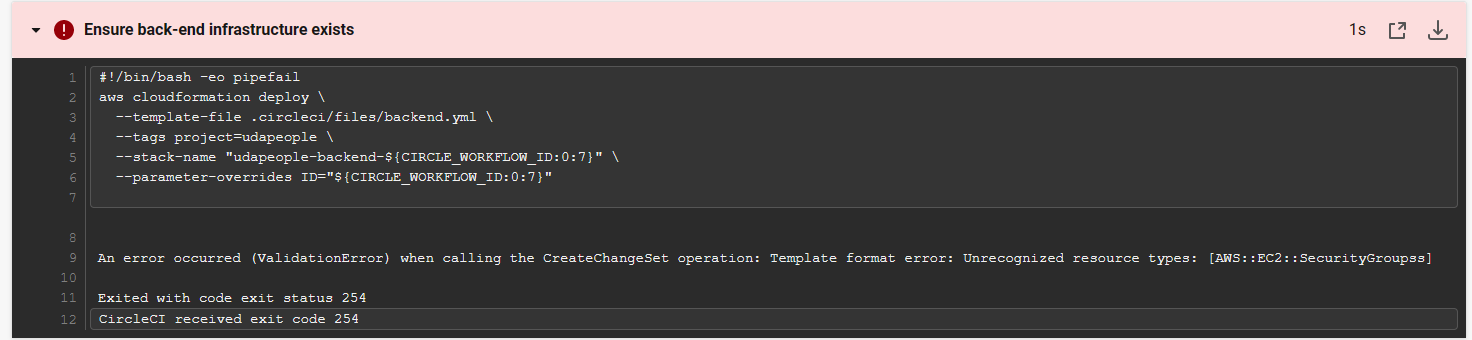 Ensure back-end infrastructure exists 1s
1 #!/bin/bash -eo pipefail
2 aws cloudformation deploy \
3 --template-file .circleci/files/backend.yml \
4 --tags project=udapeople \
5 --stack-name "udapeople-backend-${CIRCLE_WORKFLOW_ID:0:7}" \
6 --parameter-overrides ID="${CIRCLE_WORKFLOW_ID:0:7}"
7
8
9 An error occurred (ValidationError) when calling the CreateChangeSet operation: Template format error: Unrecognized resource types: [AWS::EC2::SecurityGroupss]
10
11 Exited with code exit status 254
12 CircleCI received exit code 254